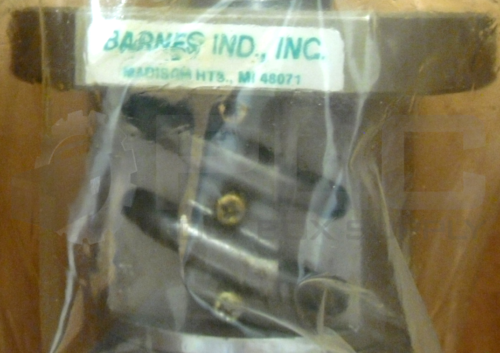 BARNES IND., INC.
MADISON HTS., MI 48071